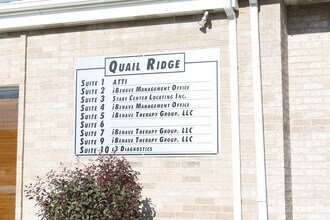 QUAIL RIDGE
SUITE 1 ATTI
SUITE 2 iBEHAVE MANAGEMENT OFFICE
SUITE 3 STAKE CENTER LOCATING INC.
SUITE 4 iBEHAVE MANAGEMENT OFFICE
SUITE 5 iBEHAVE THERAPY GROUP, LLC
SUITE 6
SUITE 7 iBEHAVE THERAPY GROUP, LLC
SUITE 9 iBEHAVE THERAPY GROUP, LLC
SUITE 10 DIAGNOSTICS